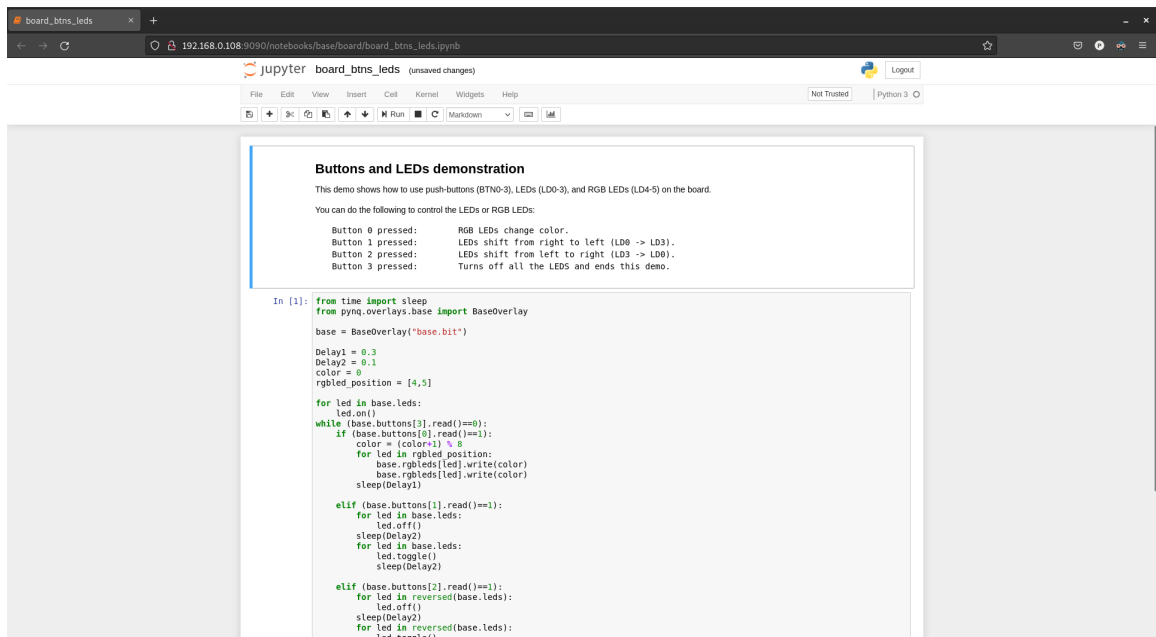 board_btns_leds
192.168.0.108:9090/notebooks/base/board/board_btns_leds.ipynb
jupyter board_btns_leds (unsaved changes)
Logout
File Edit View Insert Cell Kernel Widgets Help
Not Trusted
Python 3
Run
Markdown
Buttons and LEDs demonstration
This demo shows how to use push-buttons (BTN0-3), LEDs (LD0-3), and RGB LEDs (LD4-5) on the board.
You can do the following to control the LEDs or RGB LEDs:
Button 0 pressed: RGB LEDs change color.
Button 1 pressed: LEDs shift from right to left (LD0 -> LD3).
Button 2 pressed: LEDs shift from left to right (LD3 -> LD0).
Button 3 pressed: Turns off all the LEDS and ends this demo.
In [1]: from time import sleep
from pynq.overlays.base import BaseOverlay
base = BaseOverlay("base.bit")
Delay1 = 0.3
Delay2 = 0.1
color = 0
rgbled_position = [4,5]
for led in base.leds:
led.on()
while (base.buttons[3].read()==0):
if (base.buttons[0].read()==1):
color = (color+1) % 8
for led in rgbled_position:
base.rgbleds[led].write(color)
base.rgbleds[led].write(color)
sleep(Delay1)
elif (base.buttons[1].read()==1):
for led in base.leds:
led.off()
sleep(Delay2)
for led in base.leds:
led.toggle()
sleep(Delay2)
elif (base.buttons[2].read()==1):
for led in reversed(base.leds):
led.off()
sleep(Delay2)
for led in reversed(base.leds):
led.toggle()